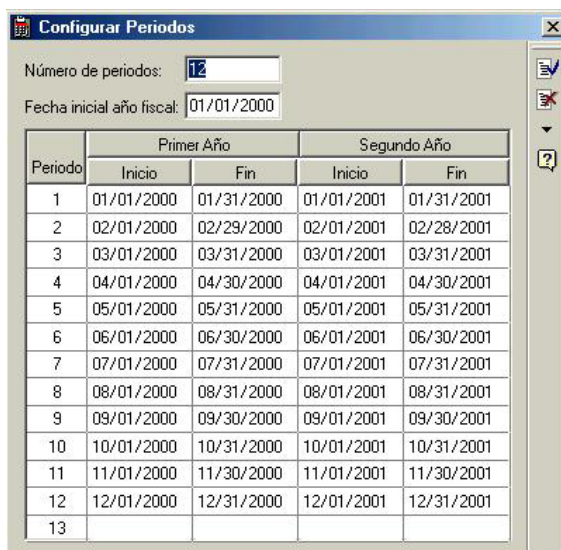 Configurar Periodos
Número de periodos: 12
Fecha inicial año fiscal: 01/01/2000
Periodo Primer Año Segundo Año
Inicio Fin Inicio Fin
1 01/01/2000 01/31/2000 01/01/2001 01/31/2001
2 02/01/2000 02/29/2000 02/01/2001 02/28/2001
3 03/01/2000 03/31/2000 03/01/2001 03/31/2001
4 04/01/2000 04/30/2000 04/01/2001 04/30/2001
5 05/01/2000 05/31/2000 05/01/2001 05/31/2001
6 06/01/2000 06/30/2000 06/01/2001 06/30/2001
7 07/01/2000 07/31/2000 07/01/2001 07/31/2001
8 08/01/2000 08/31/2000 08/01/2001 08/31/2001
9 09/01/2000 09/30/2000 09/01/2001 09/30/2001
10 10/01/2000 10/31/2000 10/01/2001 10/31/2001
11 11/01/2000 11/30/2000 11/01/2001 11/30/2001
12 12/01/2000 12/31/2000 12/01/2001 12/31/2001
13